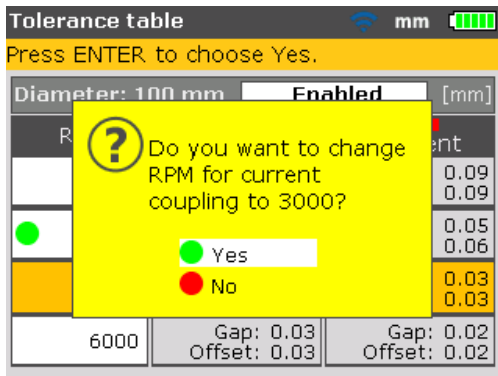 Tolerance table
mm
Press ENTER to choose Yes.
Diameter: 100 mm
Enabled
[mm]
?
Do you want to change
RPM for current
coupling to 3000?
Yes
No
0.09
0.09
0.05
0.06
0.03
0.03
6000
Gap: 0.03
Offset: 0.03
Gap: 0.02
Offset: 0.02